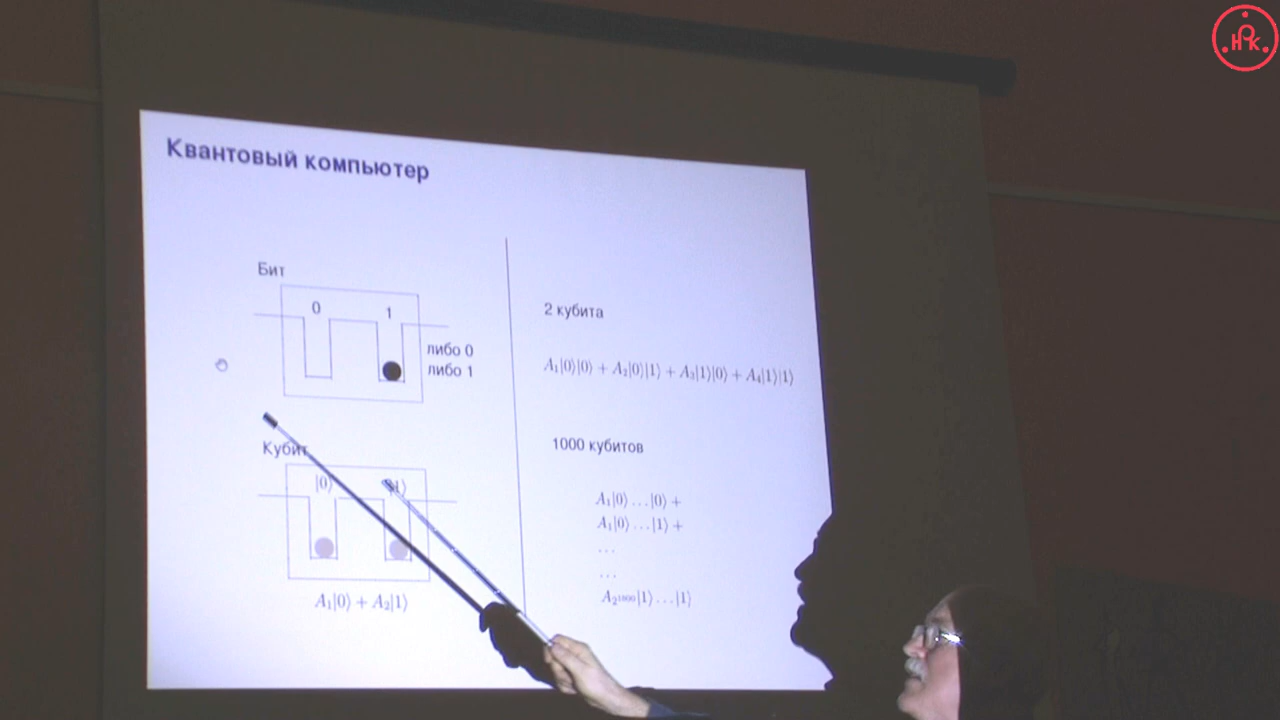 Квантовый компьютер
Бит
0 1
либо 0
либо 1
Кубит
|0⟩ |1⟩
A₁|0⟩ + A₂|1⟩
2 кубита
A₁|0⟩|0⟩ + A₂|0⟩|1⟩ + A₃|1⟩|0⟩ + A₄|1⟩|1⟩
1000 кубитов
A₁|0⟩ … |0⟩ +
A₁|0⟩ … |1⟩ +
…
…
A₂¹⁰⁰⁰|1⟩ … |1⟩
НРК